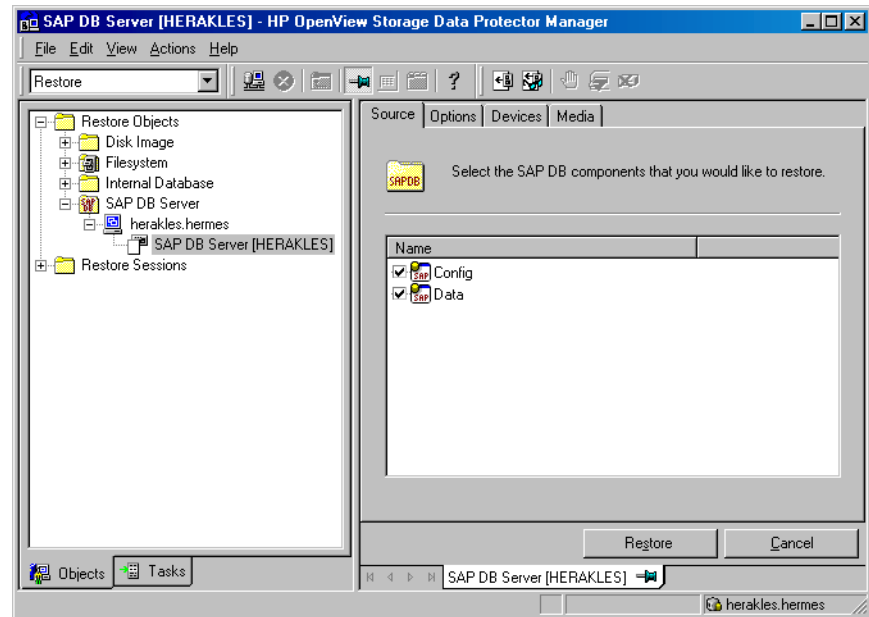 SAP DB Server [HERAKLES] - HP OpenView Storage Data Protector Manager
File Edit View Actions Help
Restore
?
Restore Objects
Disk Image
Filesystem
Internal Database
SAP DB Server
herakles.hermes
SAP DB Server [HERAKLES]
Restore Sessions
Objects Tasks
Source Options Devices Media
SAPDB
Select the SAP DB components that you would like to restore.
Name
SAP Config
SAP Data
Restore Cancel
SAP DB Server [HERAKLES]
herakles.hermes